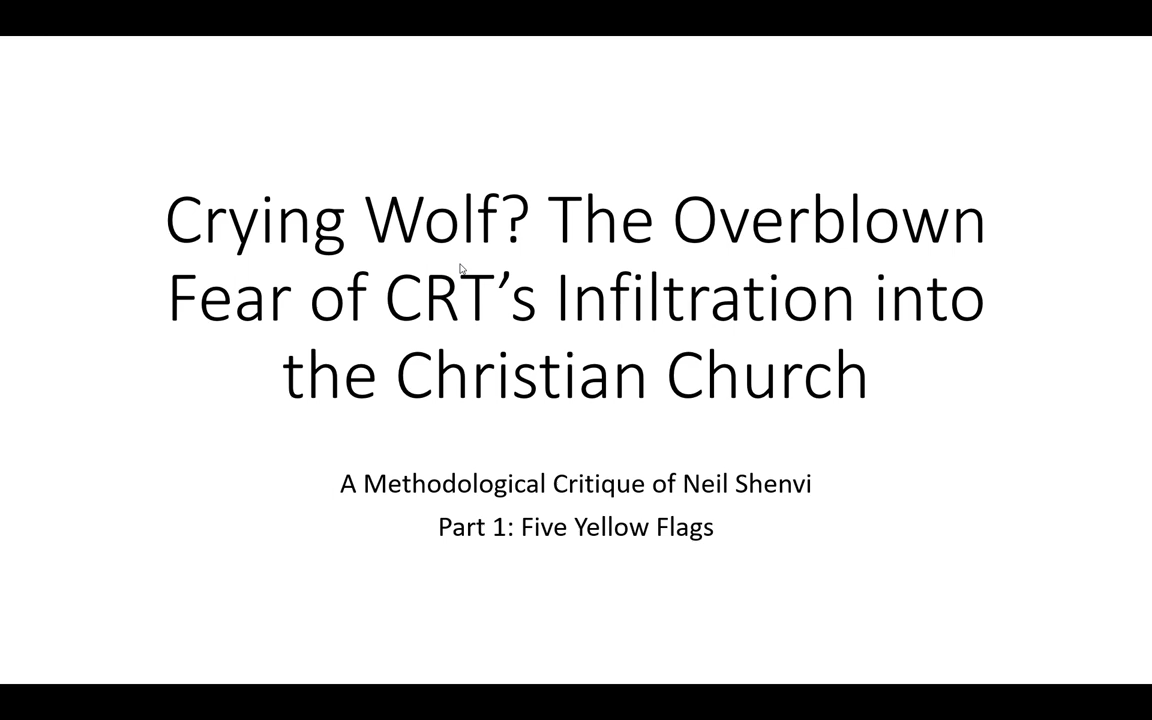 Crying Wolf? The Overblown
Fear of CRT’s Infiltration into
the Christian Church
A Methodological Critique of Neil Shenvi
Part 1: Five Yellow Flags